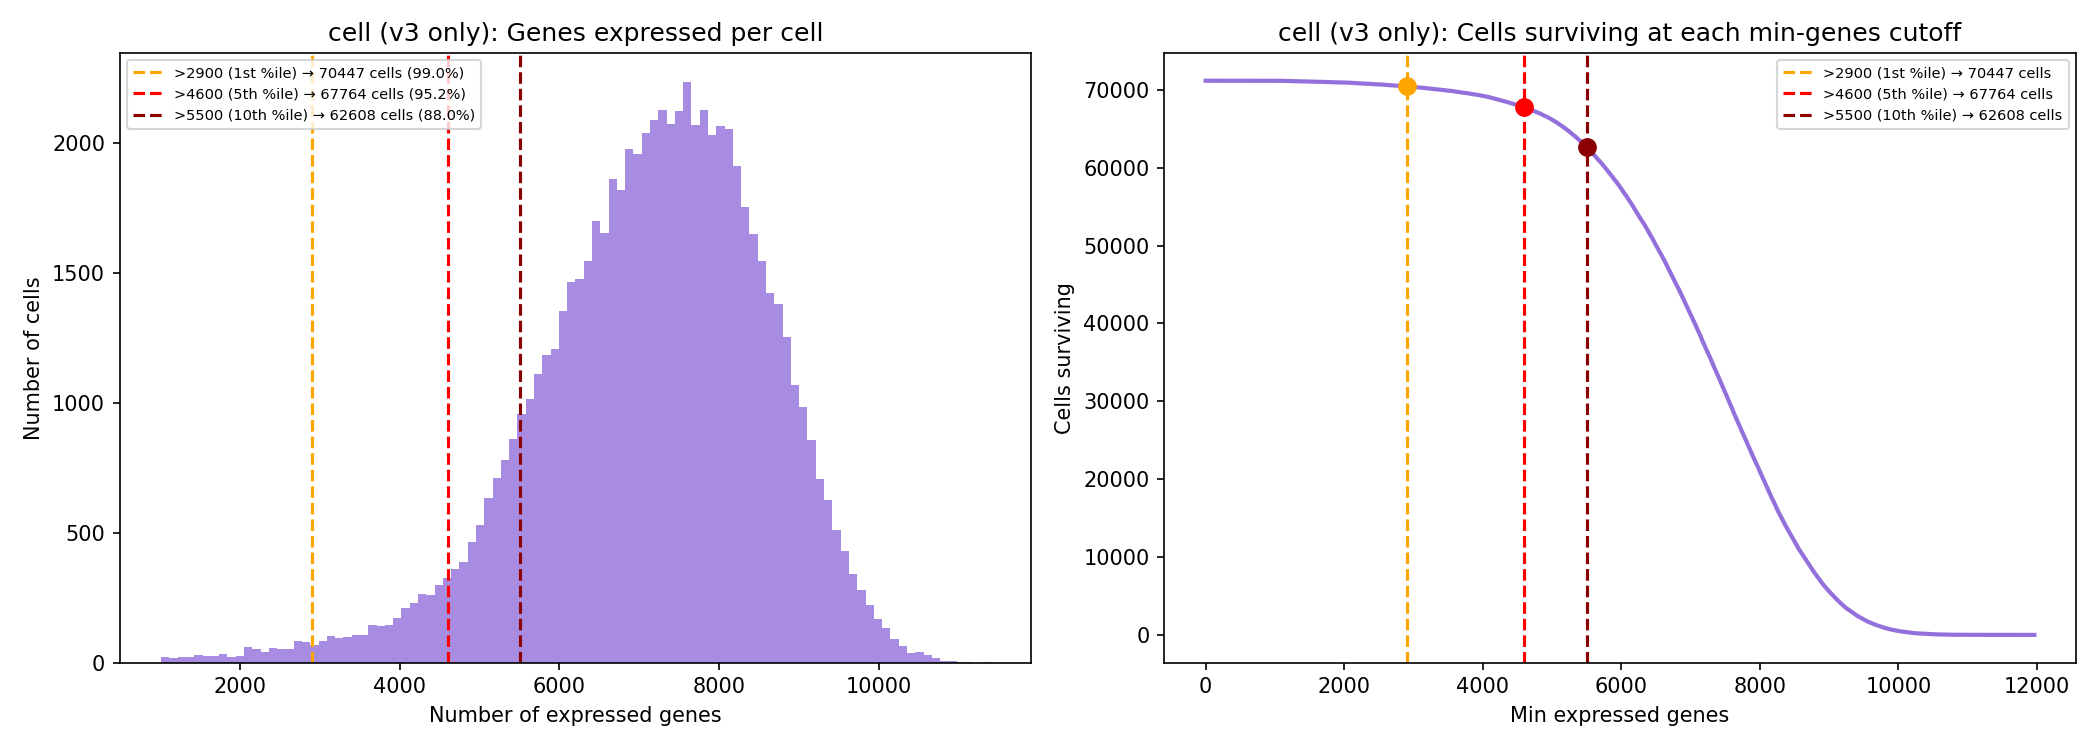 cell (v3 only): Genes expressed per cell
>2900 (1st %ile) → 70447 cells (99.0%)
>4600 (5th %ile) → 67764 cells (95.2%)
>5500 (10th %ile) → 62608 cells (88.0%)
Number of cells
2000
1500
1000
500
0
2000 4000 6000 8000 10000
Number of expressed genes
cell (v3 only): Cells surviving at each min-genes cutoff
>2900 (1st %ile) → 70447 cells
>4600 (5th %ile) → 67764 cells
>5500 (10th %ile) → 62608 cells
Cells surviving
70000
60000
50000
40000
30000
20000
10000
0
0 2000 4000 6000 8000 10000 12000
Min expressed genes